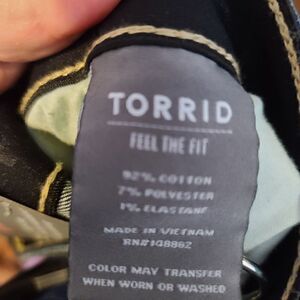 TORRID
FEEL THE FIT
92% COTTON
7% POLYESTER
1% ELASTANE
MADE IN VIETNAM
RN#148862
COLOR MAY TRANSFER
WHEN WORN OR WASHED